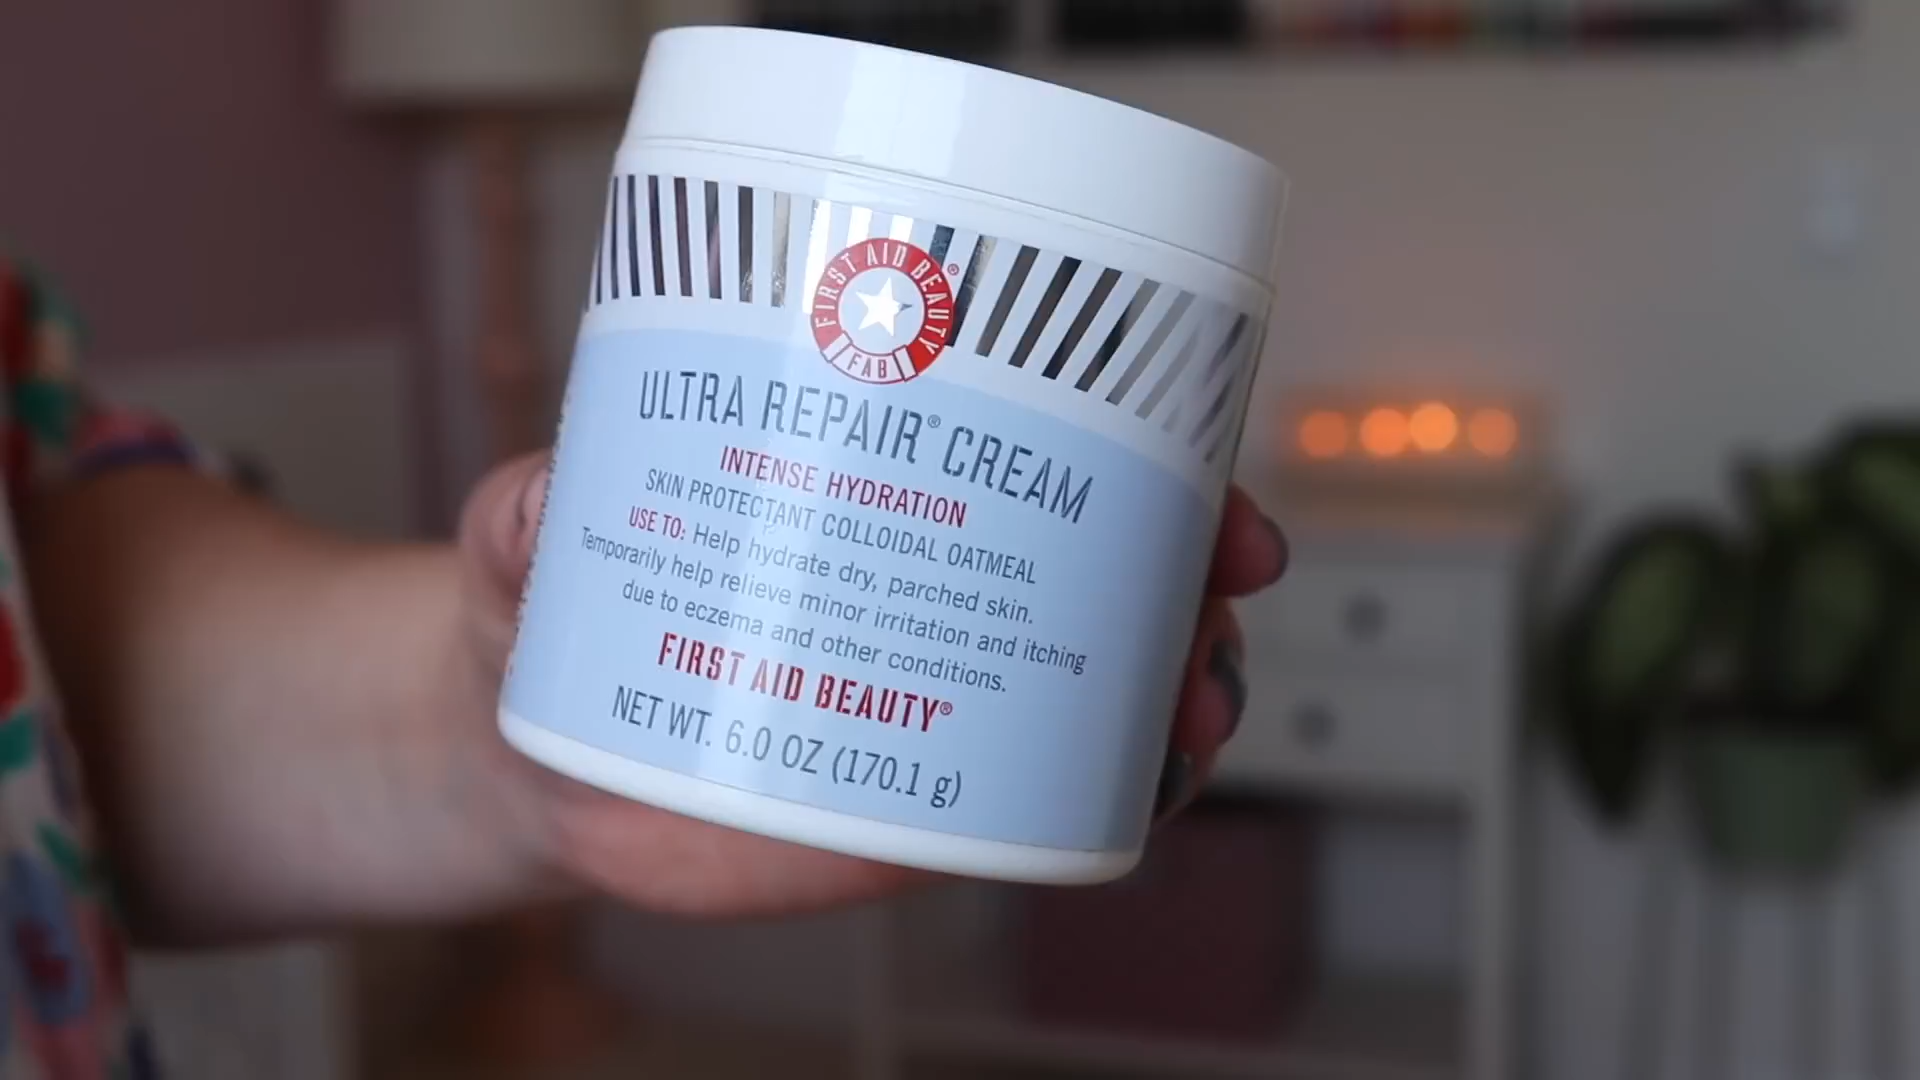 FIRST AID BEAUTY®
FAB
ULTRA REPAIR® CREAM
INTENSE HYDRATION
SKIN PROTECTANT COLLOIDAL OATMEAL
USE TO: Help hydrate dry, parched skin.
Temporarily help relieve minor irritation and itching
due to eczema and other conditions.
FIRST AID BEAUTY®
NET WT. 6.0 OZ (170.1 g)